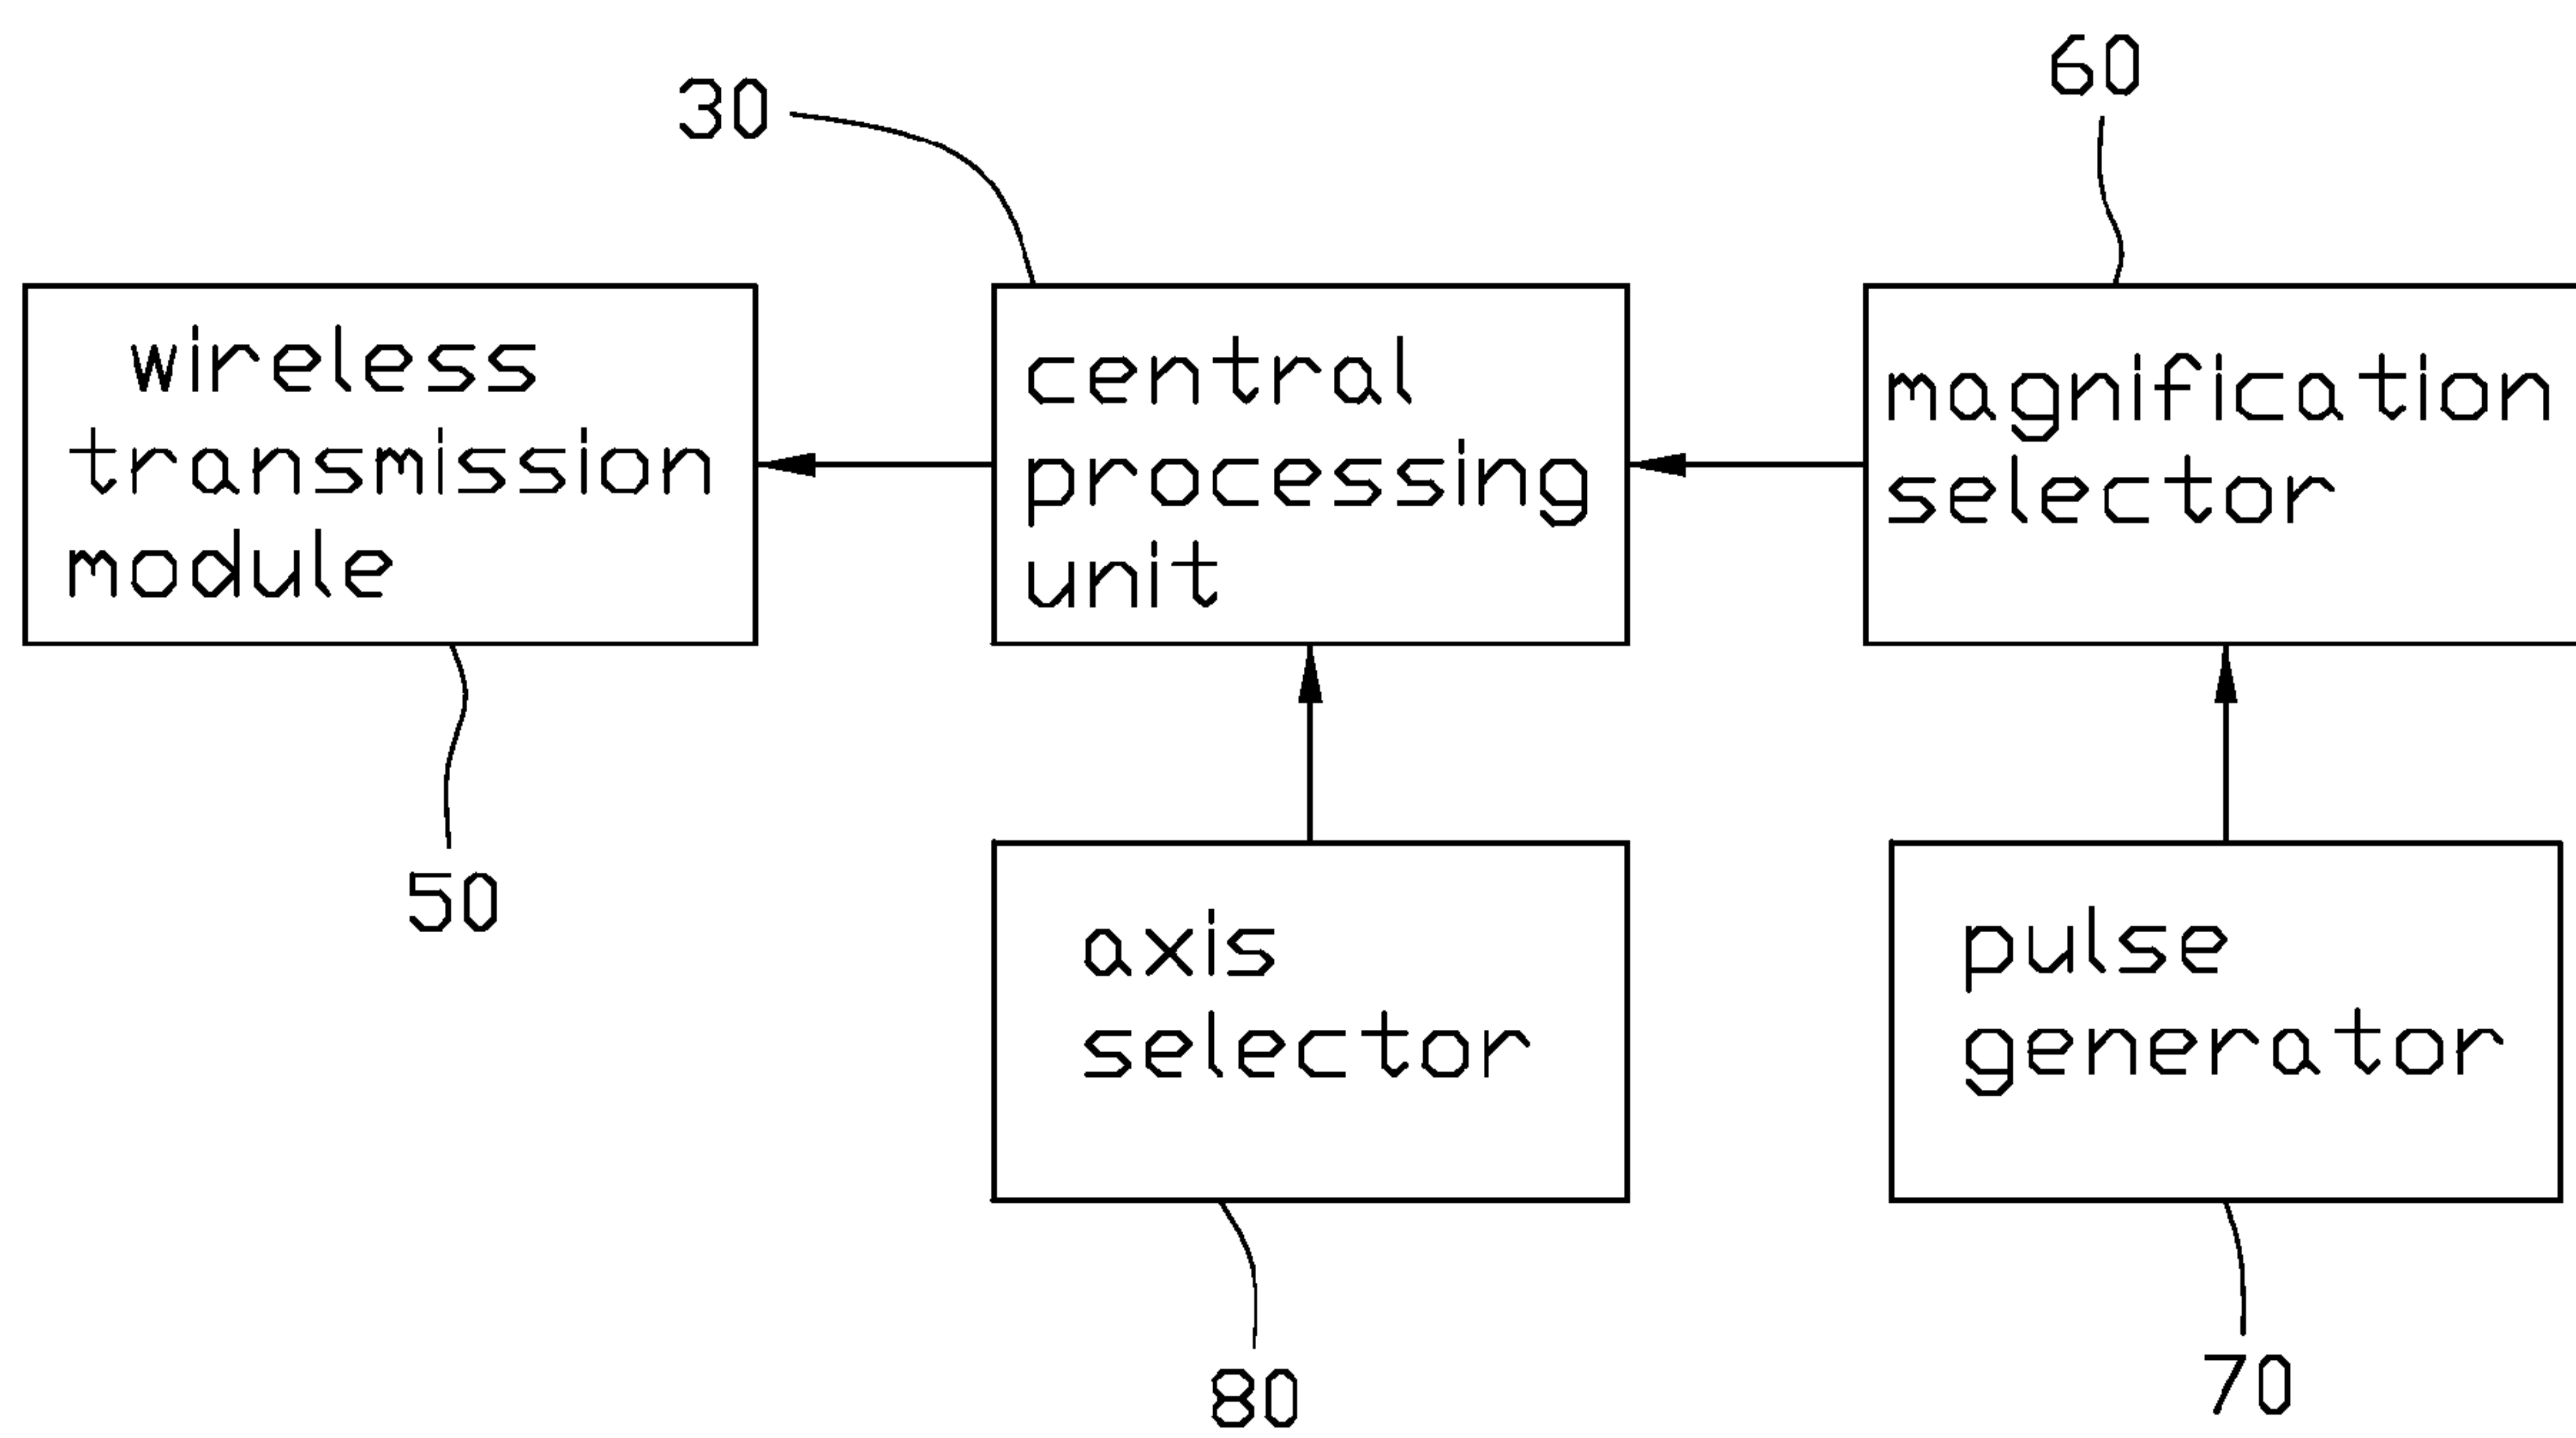 60
30
wireless
transmission
module
central
processing
unit
magnification
selector
50
axis
selector
pulse
generator
80
70